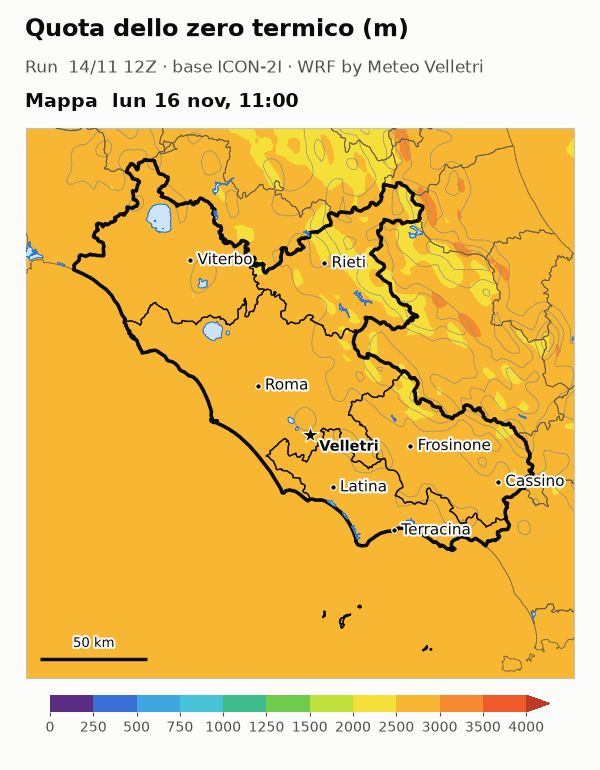 Quota dello zero termico (m)
Run  14/11 12Z · base ICON-2I · WRF by Meteo Velletri
Mappa  lun 16 nov, 11:00
Viterbo
Rieti
Roma
Velletri
Frosinone
Cassino
Latina
Terracina
50 km
0 250 500 750 1000 1250 1500 2000 2500 3000 3500 4000